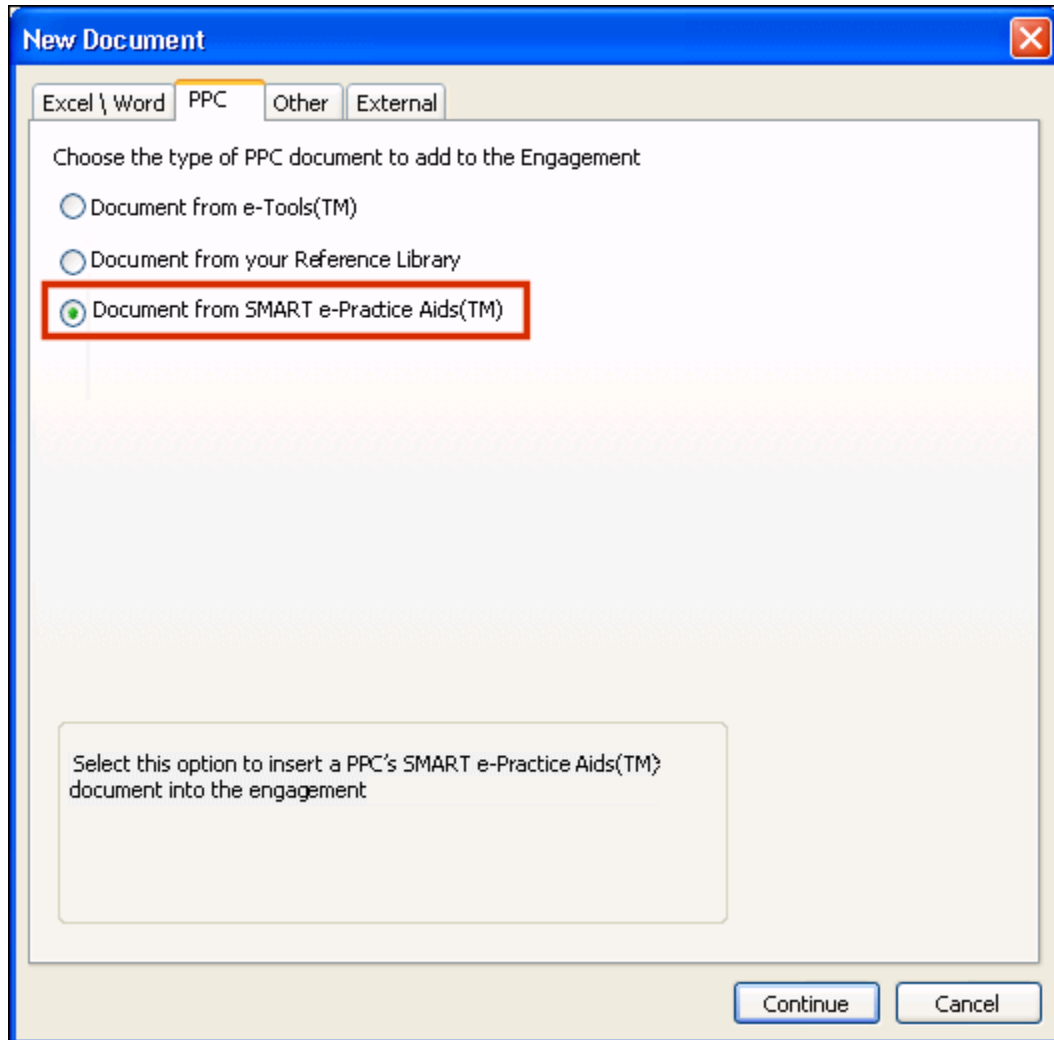 New Document
Excel \ Word PPC Other External
Choose the type of PPC document to add to the Engagement
Document from e-Tools(TM)
Document from your Reference Library
Document from SMART e-Practice Aids(TM)
Select this option to insert a PPC's SMART e-Practice Aids(TM)
document into the engagement
Continue Cancel